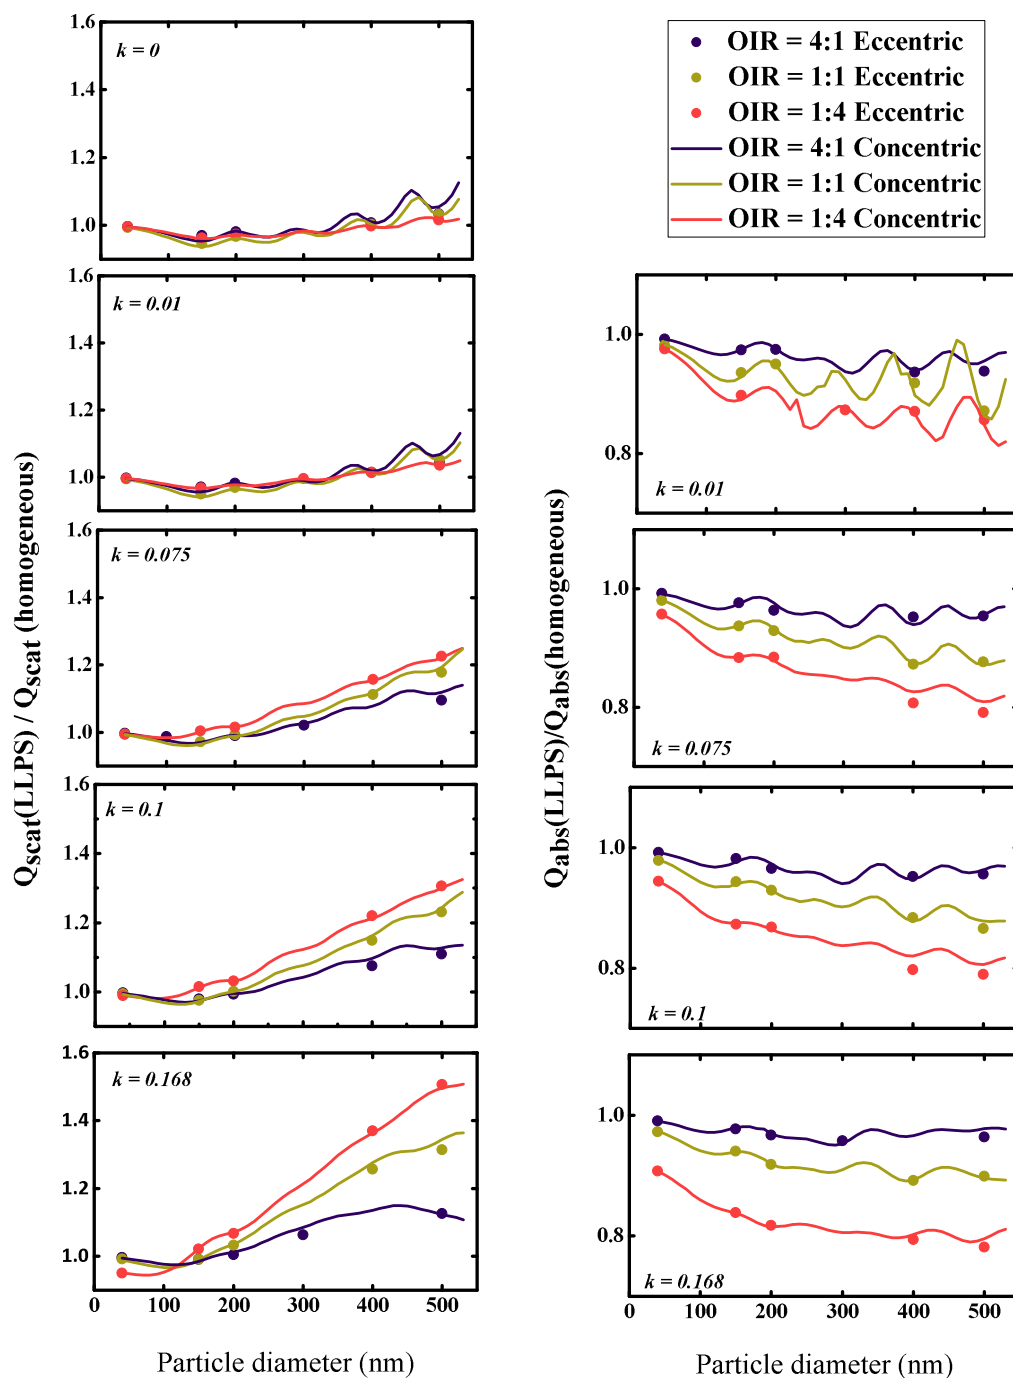 1.6
k = 0
1.4
1.2
1.0
OIR = 4:1 Eccentric
OIR = 1:1 Eccentric
OIR = 1:4 Eccentric
OIR = 4:1 Concentric
OIR = 1:1 Concentric
OIR = 1:4 Concentric
1.6
k = 0.01
1.4
1.2
1.0
1.0
0.8
k = 0.01
1.6
k = 0.075
1.4
1.2
1.0
1.0
0.8
k = 0.075
1.6
k = 0.1
1.4
1.2
1.0
1.0
0.8
k = 0.1
1.6
k = 0.168
1.4
1.2
1.0
0 100 200 300 400 500
1.0
0.8
k = 0.168
0 100 200 300 400 500
Qscat(LLPS) / Qscat (homogeneous)
Qabs(LLPS)/Qabs(homogeneous)
Particle diameter (nm)
Particle diameter (nm)